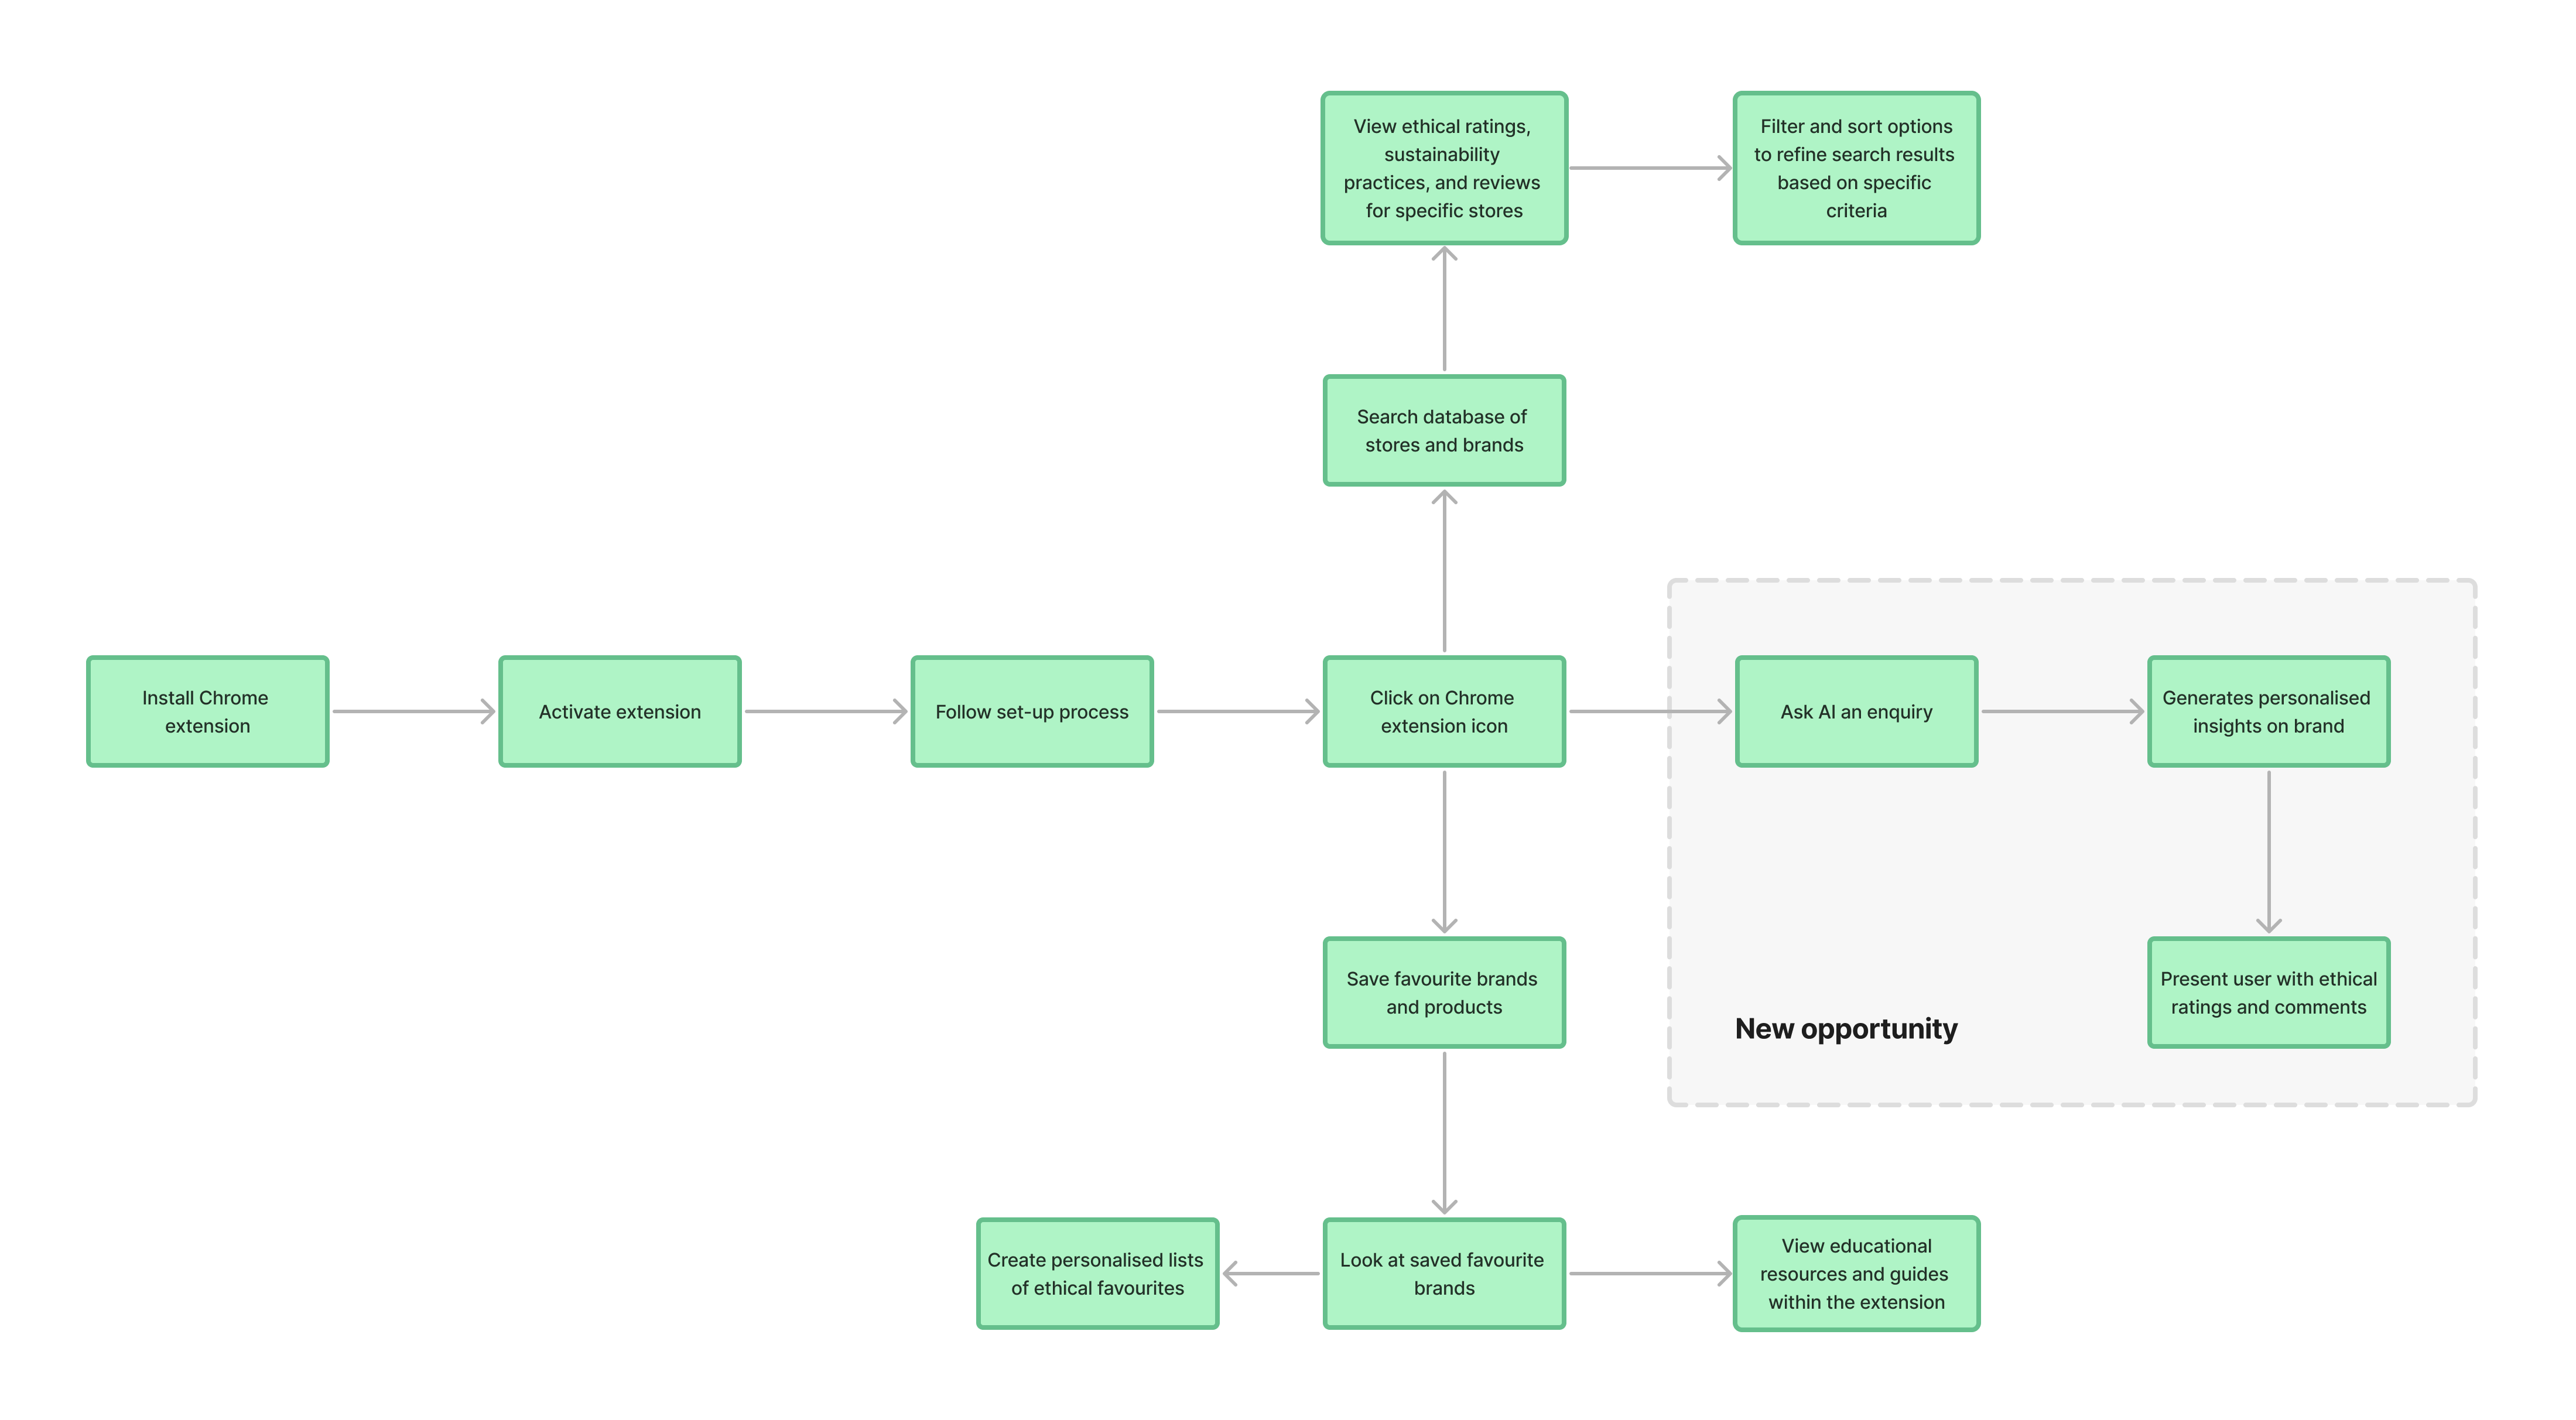 View ethical ratings,
sustainability
practices, and reviews
for specific stores
Filter and sort options
to refine search results
based on specific
criteria
Search database of
stores and brands
Install Chrome
extension
Activate extension
Follow set-up process
Click on Chrome
extension icon
Ask AI an enquiry
Generates personalised
insights on brand
Save favourite brands
and products
New opportunity
Present user with ethical
ratings and comments
Create personalised lists
of ethical favourites
Look at saved favourite
brands
View educational
resources and guides
within the extension